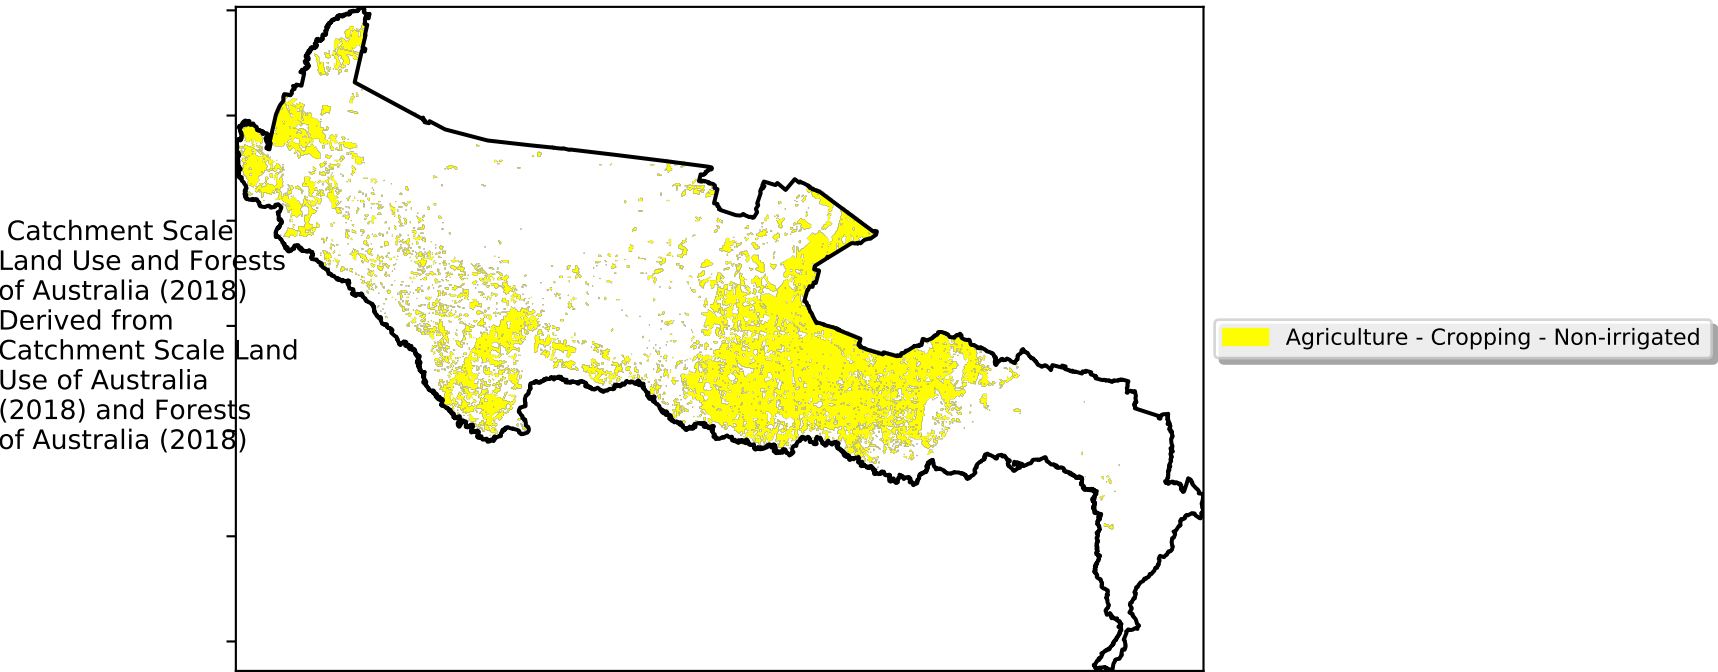 Catchment Scale
Land Use and Forests
of Australia (2018)
Derived from
Catchment Scale Land
Use of Australia
(2018) and Forests
of Australia (2018)
Agriculture - Cropping - Non-irrigated